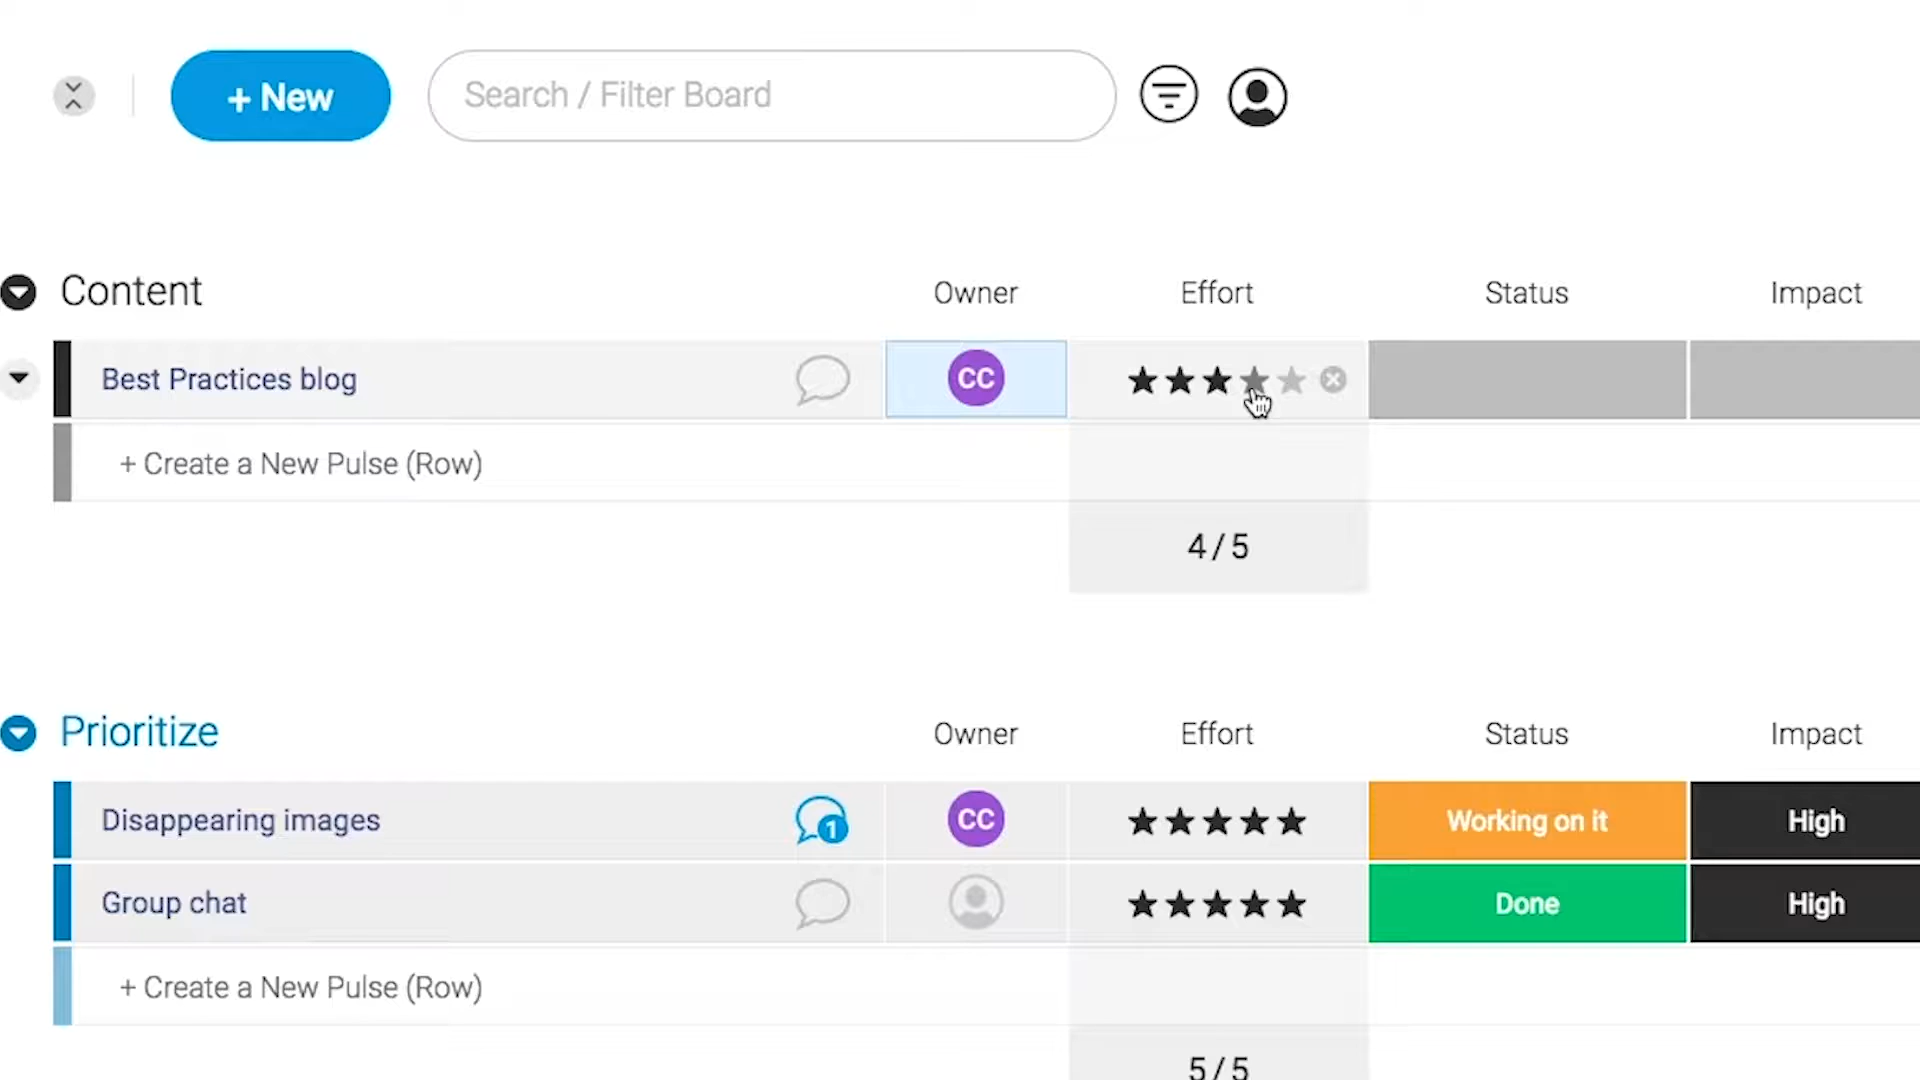 + New
Search / Filter Board
Content Owner Effort Status Impact
Best Practices blog CC
+ Create a New Pulse (Row)
4 / 5
Prioritize Owner Effort Status Impact
Disappearing images 1 CC Working on it High
Group chat Done High
+ Create a New Pulse (Row)
5 / 5